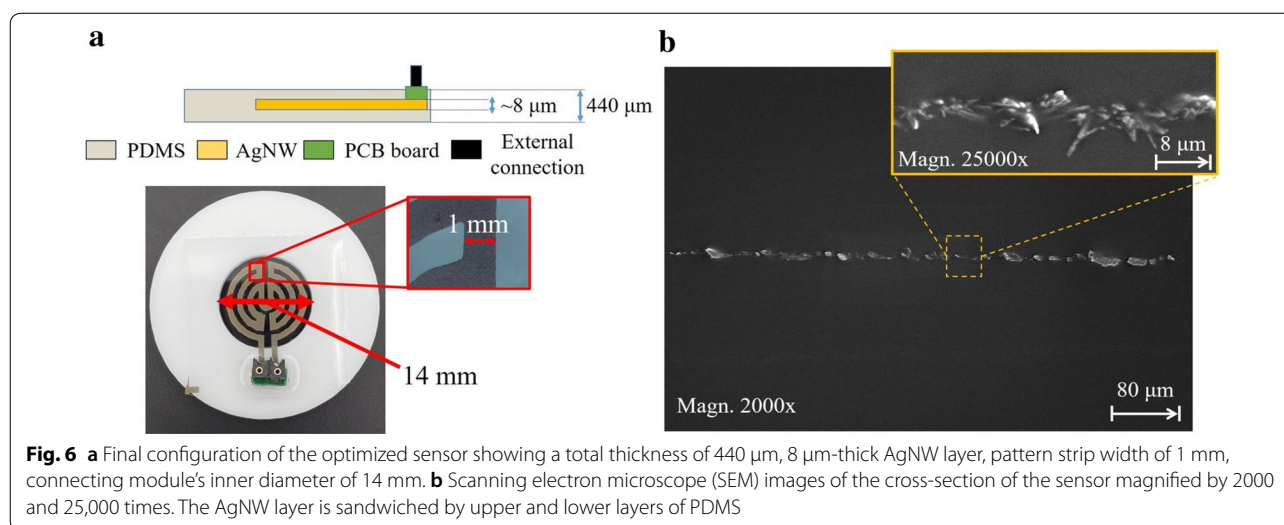 a
~8 μm
440 μm
PDMS AgNW PCB board External connection
1 mm
14 mm
b
Magn. 25000x
8 μm
Magn. 2000x
80 μm
Fig. 6 a Final configuration of the optimized sensor showing a total thickness of 440 μm, 8 μm-thick AgNW layer, pattern strip width of 1 mm,
connecting module's inner diameter of 14 mm. b Scanning electron microscope (SEM) images of the cross-section of the sensor magnified by 2000
and 25,000 times. The AgNW layer is sandwiched by upper and lower layers of PDMS